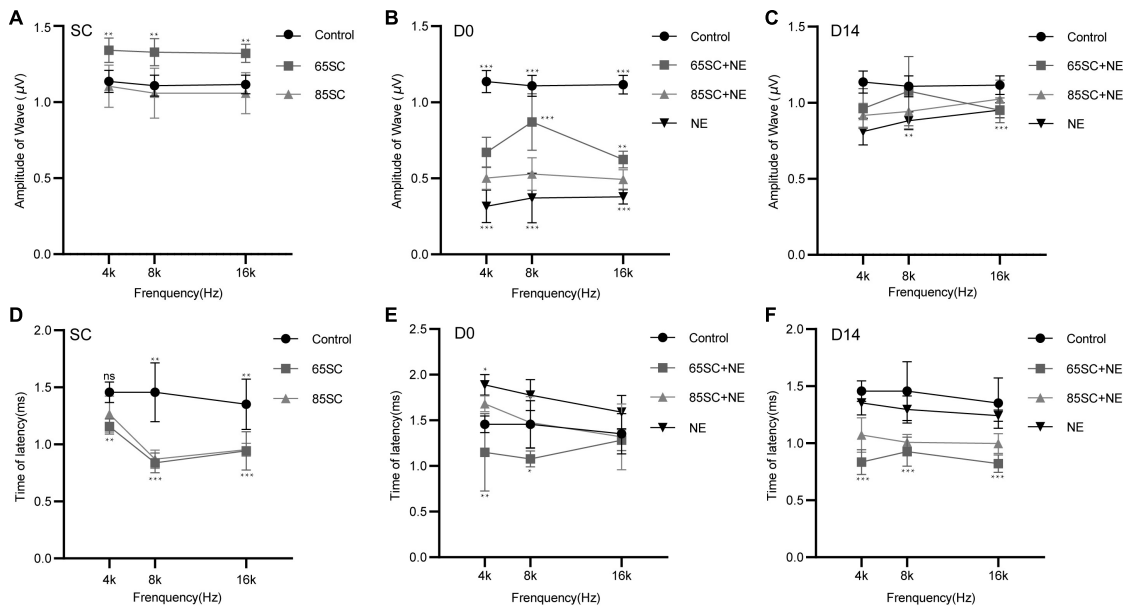 A
SC
Control
65SC
85SC
** ** **
1.5
1.0
0.5
0.0
Amplitude of Wave ( μV)
4k 8k 16k
Frenquency(Hz)
B
D0
Control
65SC+NE
85SC+NE
NE
*** *** ***
***
**
***
*** ***
1.5
1.0
0.5
0.0
Amplitude of Wave ( μV)
4k 8k 16k
Frenquency(Hz)
C
D14
Control
65SC+NE
85SC+NE
NE
***
**
1.5
1.0
0.5
0.0
Amplitude of Wave ( μV)
4k 8k 16k
Frenquency(Hz)
D
SC
Control
65SC
85SC
**
ns
**
**
***
***
2.0
1.5
1.0
0.5
0.0
Time of latency(ms)
4k 8k 16k
Frenquency(Hz)
E
D0
Control
65SC+NE
85SC+NE
NE
*
*
**
2.5
2.0
1.5
1.0
0.5
0.0
Time of latency(ms)
4k 8k 16k
Frenquency(Hz)
F
D14
Control
65SC+NE
85SC+NE
NE
*** *** ***
2.0
1.5
1.0
0.5
0.0
Time of latency(ms)
4k 8k 16k
Frenquency(Hz)